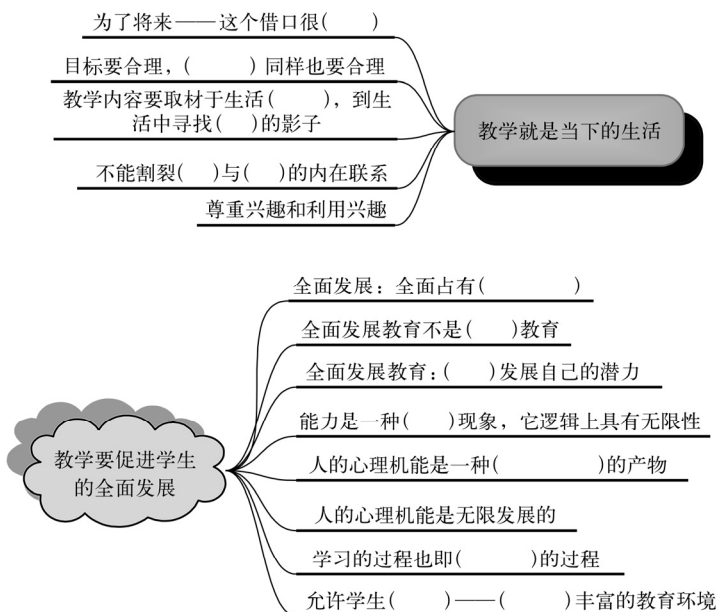 为了将来——这个借口很(　　)
目标要合理，(　　　)同样也要合理
教学内容要取材于生活(　　　)，到生
活中寻找(　　)的影子
教学就是当下的生活
不能割裂(　　)与(　　)的内在联系
尊重兴趣和利用兴趣
全面发展：全面占有(　　　　　)
全面发展教育不是(　　)教育
全面发展教育：(　　)发展自己的潜力
能力是一种(　　)现象，它逻辑上具有无限性
教学要促进学生
的全面发展
人的心理机能是一种(　　　　　)的产物
人的心理机能是无限发展的
学习的过程也即(　　　　)的过程
允许学生(　　　)——(　　　)丰富的教育环境